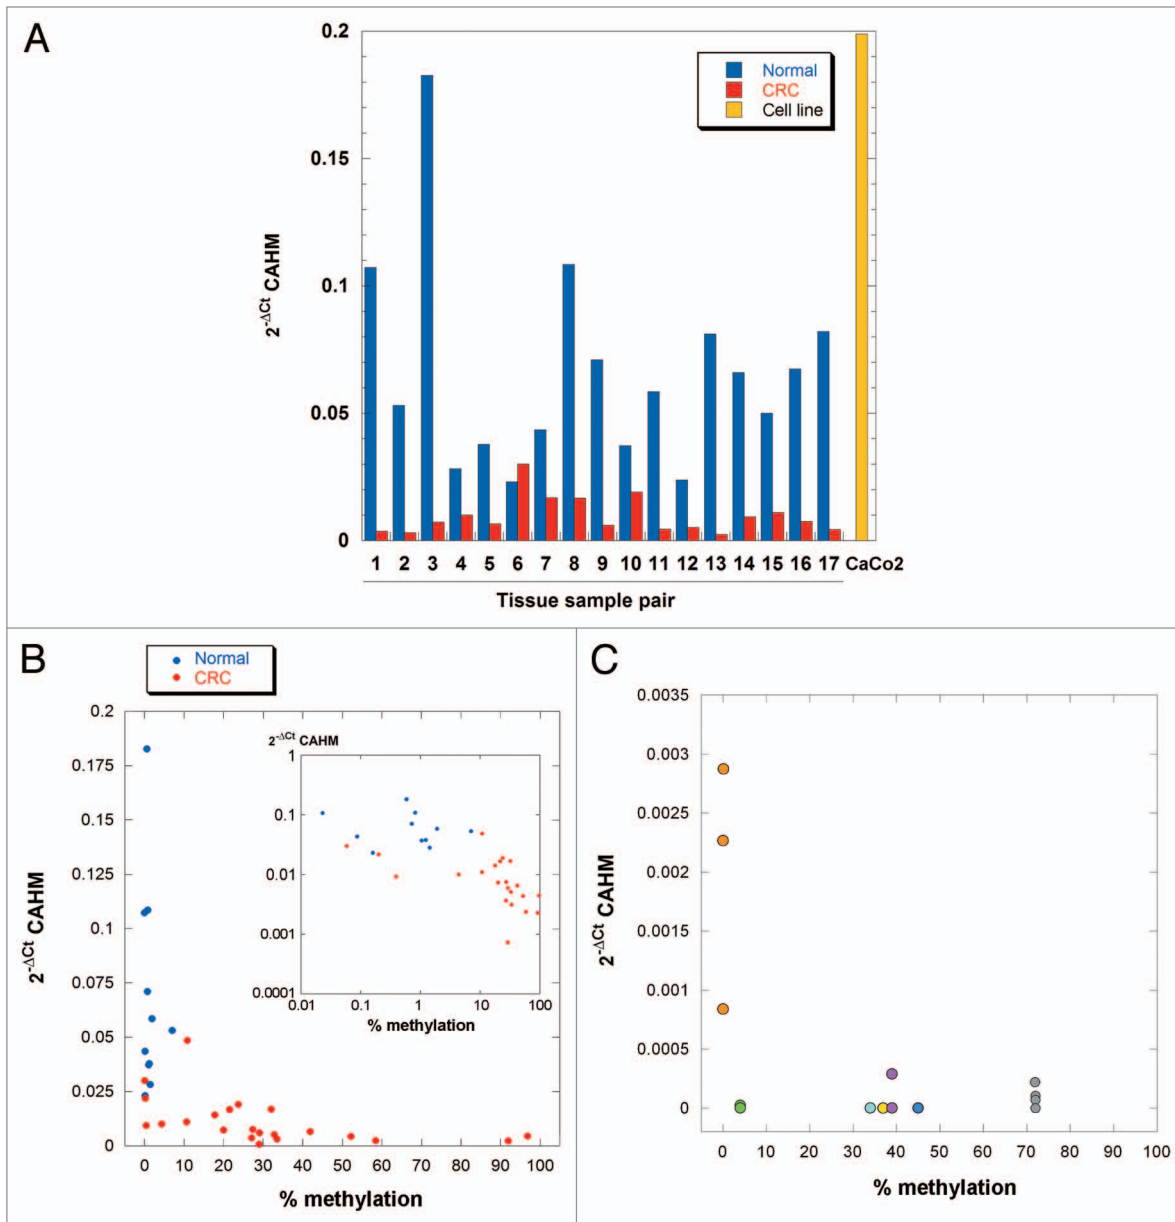 A
0.2
0.15
0.1
0.05
0
2-ΔCt CAHM
Normal
CRC
Cell line
1 2 3 4 5 6 7 8 9 10 11 12 13 14 15 16 17 CaCo2
Tissue sample pair
B
Normal
CRC
0.2
0.175
0.15
0.125
0.1
0.075
0.05
0.025
0
2-ΔCt CAHM
0 10 20 30 40 50 60 70 80 90 100
% methylation
2-ΔCt CAHM
1
0.1
0.01
0.001
0.0001
0.01 0.1 1 10 100
% methylation
C
0.0035
0.003
0.0025
0.002
0.0015
0.001
0.0005
0
2-ΔCt CAHM
0 10 20 30 40 50 60 70 80 90 100
% methylation